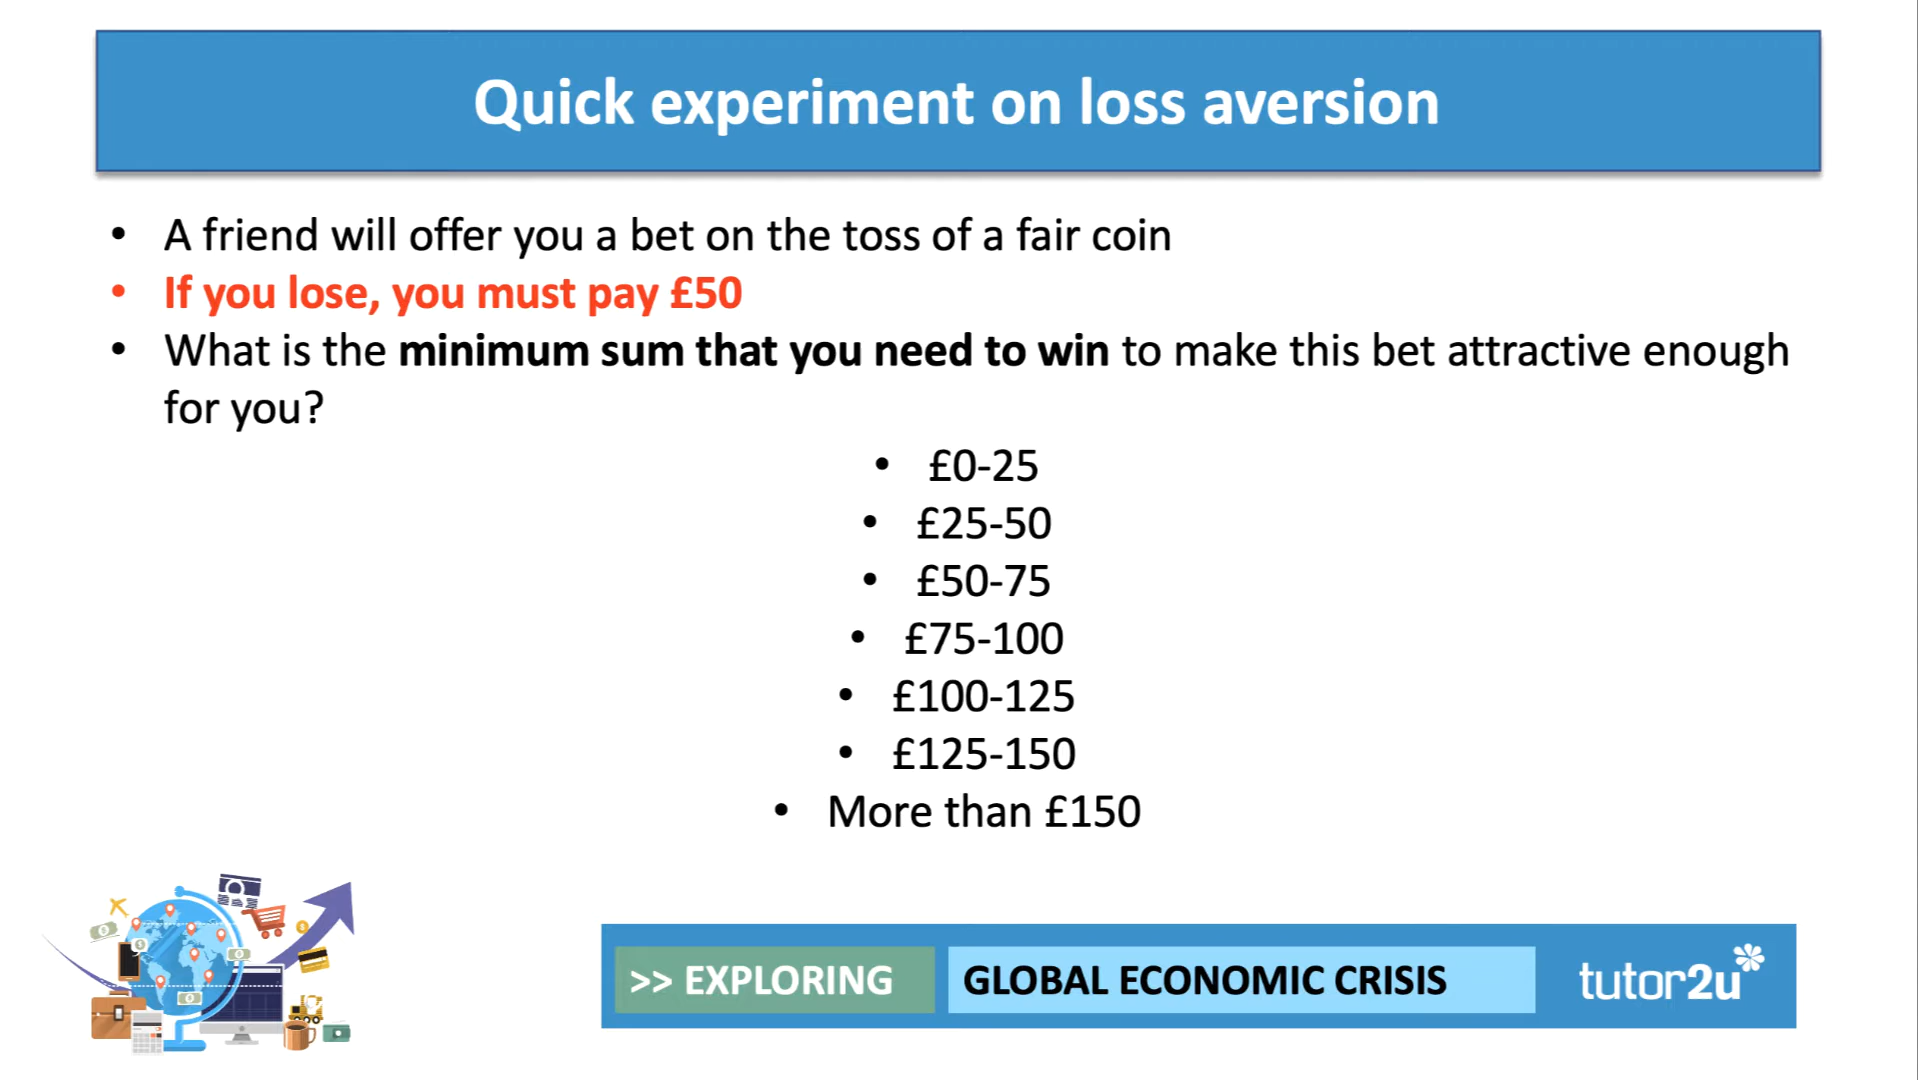 Quick experiment on loss aversion
• A friend will offer you a bet on the toss of a fair coin
• If you lose, you must pay £50
• What is the minimum sum that you need to win to make this bet attractive enough
for you?
• £0-25
• £25-50
• £50-75
• £75-100
• £100-125
• £125-150
• More than £150
>> EXPLORING GLOBAL ECONOMIC CRISIS tutor2u